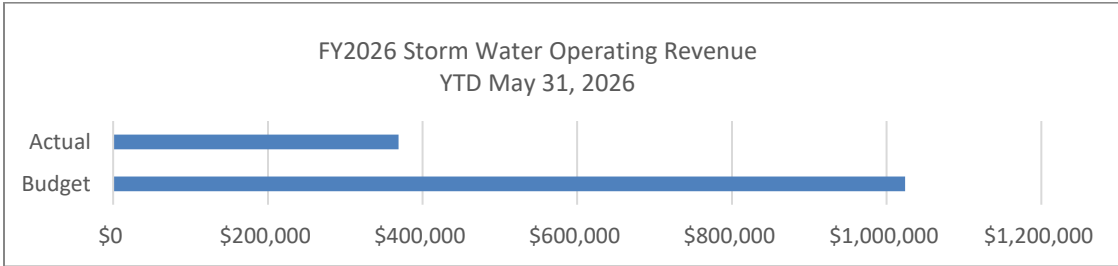 FY2026 Storm Water Operating Revenue
YTD May 31, 2026
Actual
Budget
$0 $200,000 $400,000 $600,000 $800,000 $1,000,000 $1,200,000